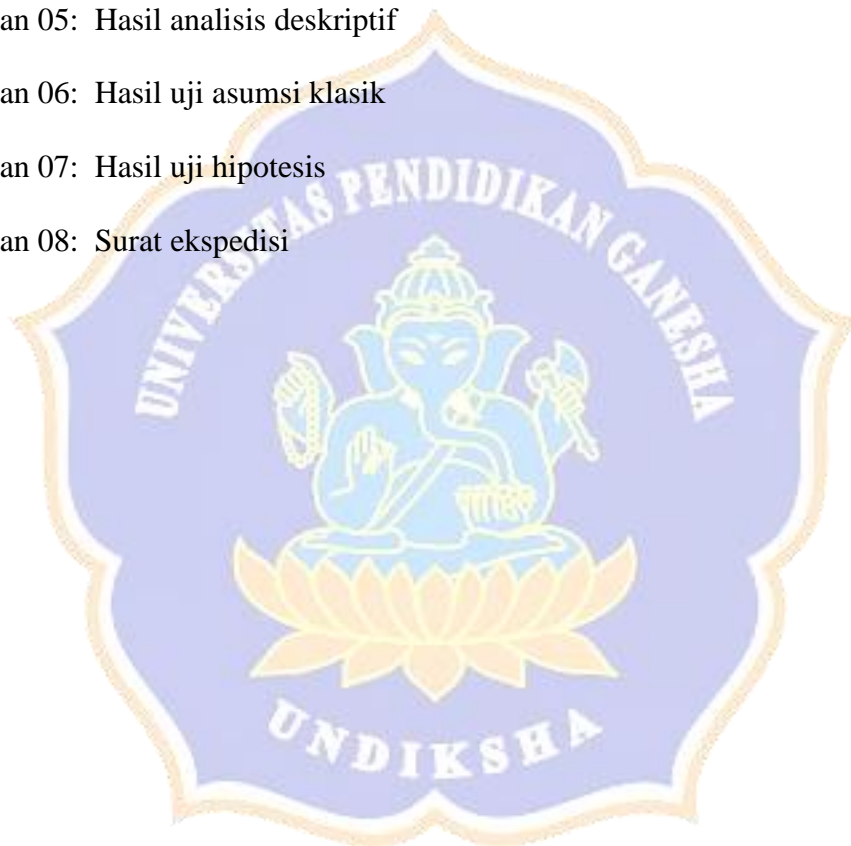 an 05: Hasil analisis deskriptif
an 06: Hasil uji asumsi klasik
an 07: Hasil uji hipotesis
an 08: Surat ekspedisi
UNIVERSITAS PENDIDIKAN GANESHA
UNDIKSHA